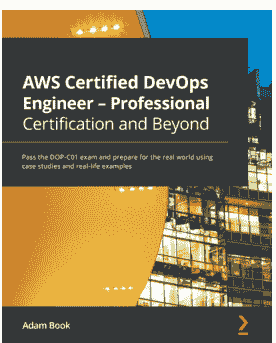 AWS Certified DevOps
Engineer – Professional
Certification and Beyond
Pass the DOP-C01 exam and prepare for the real world using
case studies and real-life examples
Adam Book